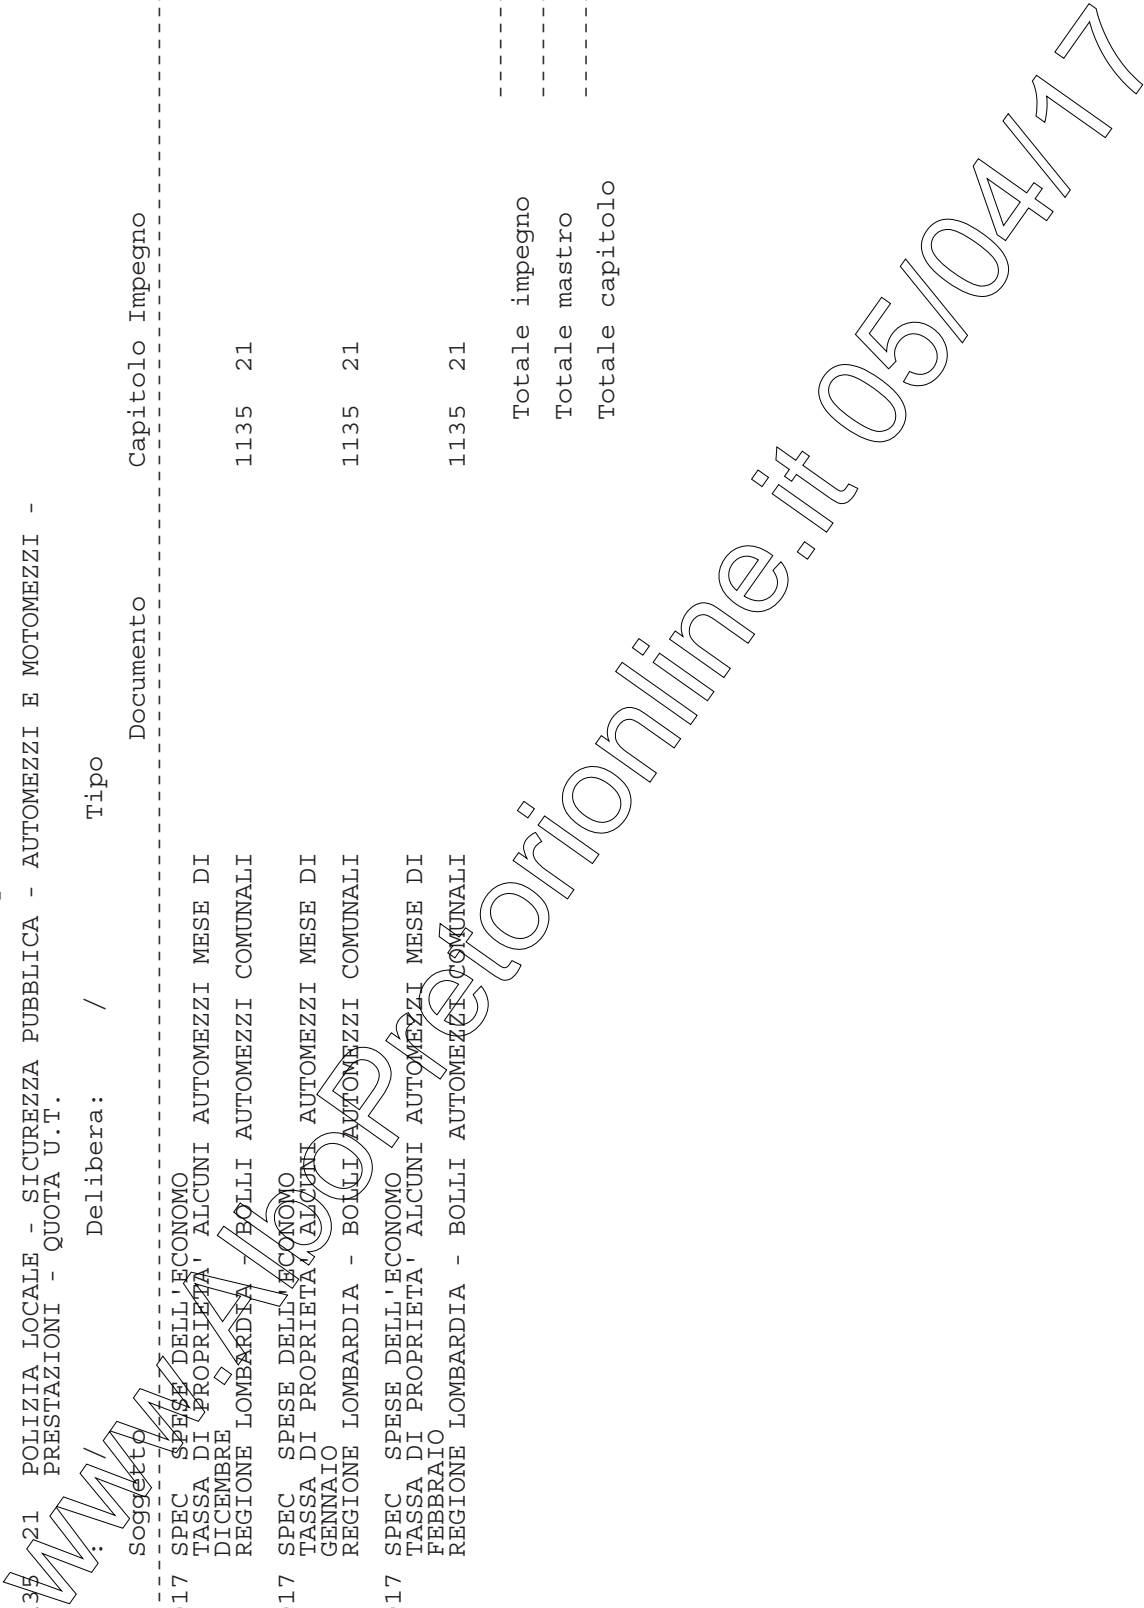 35 21 POLIZIA LOCALE - SICUREZZA PUBBLICA - AUTOMEZZI E MOTOMEZZI -
PRESTAZIONI - QUOTA U.T.
: / Delibera: / Tipo
Soggetto Documento Capitolo Impegno
17 SPEC SPESE DELL'ECONOMO
TASSA DI PROPRIETA' ALCUNI AUTOMEZZI MESE DI
DICEMBRE
REGIONE LOMBARDIA - BOLLI AUTOMEZZI COMUNALI 1135 21
17 SPEC SPESE DELL'ECONOMO
TASSA DI PROPRIETA' ALCUNI AUTOMEZZI MESE DI
GENNAIO
REGIONE LOMBARDIA - BOLLI AUTOMEZZI COMUNALI 1135 21
17 SPEC SPESE DELL'ECONOMO
TASSA DI PROPRIETA' ALCUNI AUTOMEZZI MESE DI
FEBBRAIO
REGIONE LOMBARDIA - BOLLI AUTOMEZZI COMUNALI 1135 21
Totale impegno
Totale mastro
Totale capitolo
www.AlboPretorionline.it 05/04/17